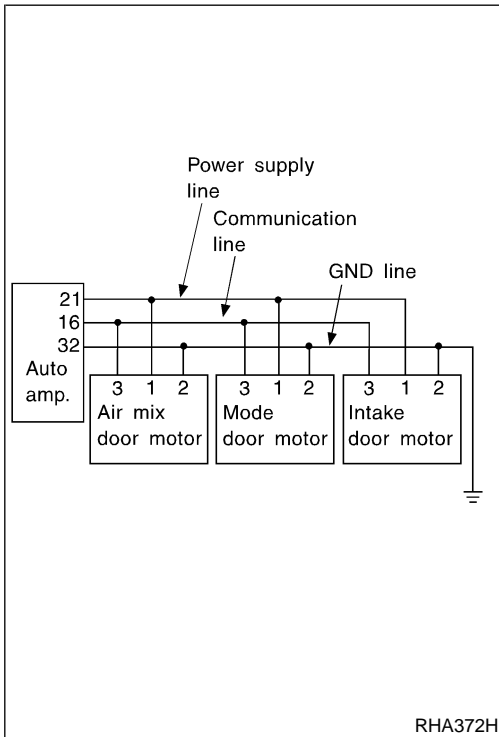 Power supply
line
Communication
line
GND line
21
16
32
Auto
amp.
3 1 2
Air mix
door motor
3 1 2
Mode
door motor
3 1 2
Intake
door motor
RHA372H